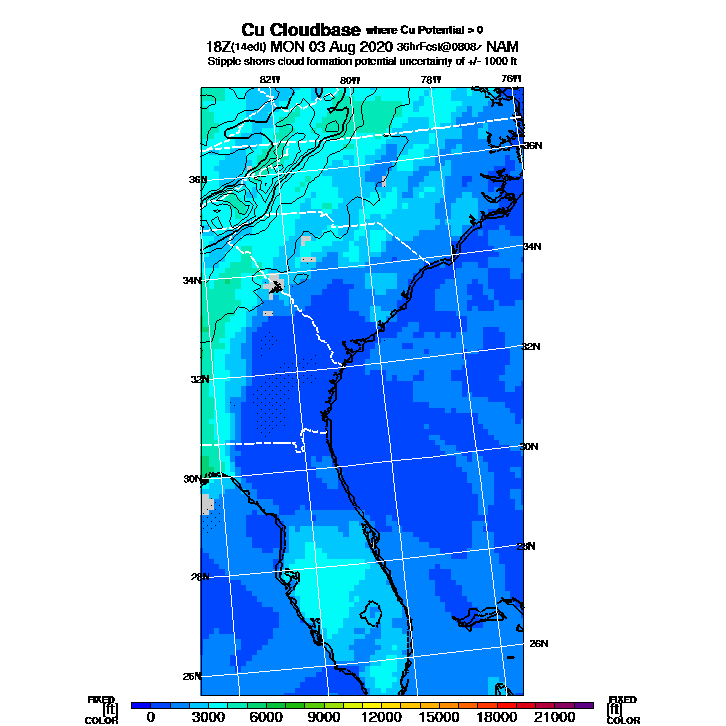 Cu Cloudbase where Cu Potential > 0
18Z(14edt) MON 03 Aug 2020 36hrFcst@0808z NAM
Stipple shows cloud formation potential uncertainty of +/- 1000 ft
82W 80W 78W 76W
36N
36N
34N
34N
32N
32N
30N
30N
28N
28N
26N
26N
FIXED FIXED
[ft] [ft]
COLOR COLOR
0 3000 6000 9000 12000 15000 18000 21000